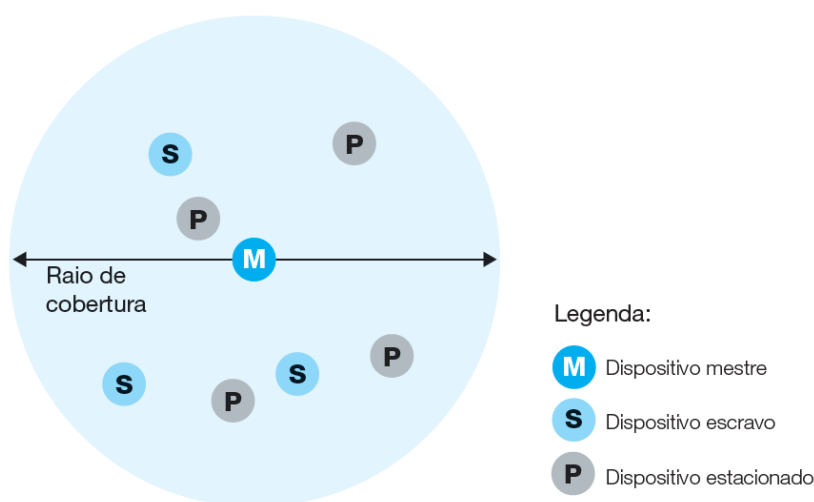 S
P
P
M
Raio de
cobertura
S
S
P
P
Legenda:
M Dispositivo mestre
S Dispositivo escravo
P Dispositivo estacionado